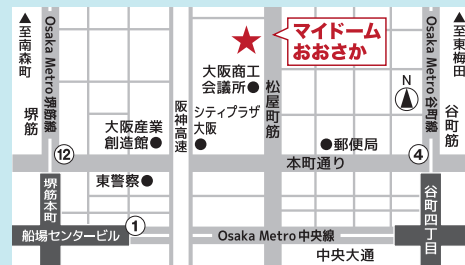 ▲至南森町
堺筋
Osaka Metro 堺筋線
マイドーム
おおさか
大阪商工
会議所●
シティプラザ
大阪
●
阪神高速
松屋町筋
大阪産業
創造館●
N
Osaka Metro 谷町線
▲至東梅田
谷町筋
⑫
●郵便局
④
本町通り
東警察●
堺筋本町
①
船場センタービル
Osaka Metro 中央線
中央大通
谷町四丁目